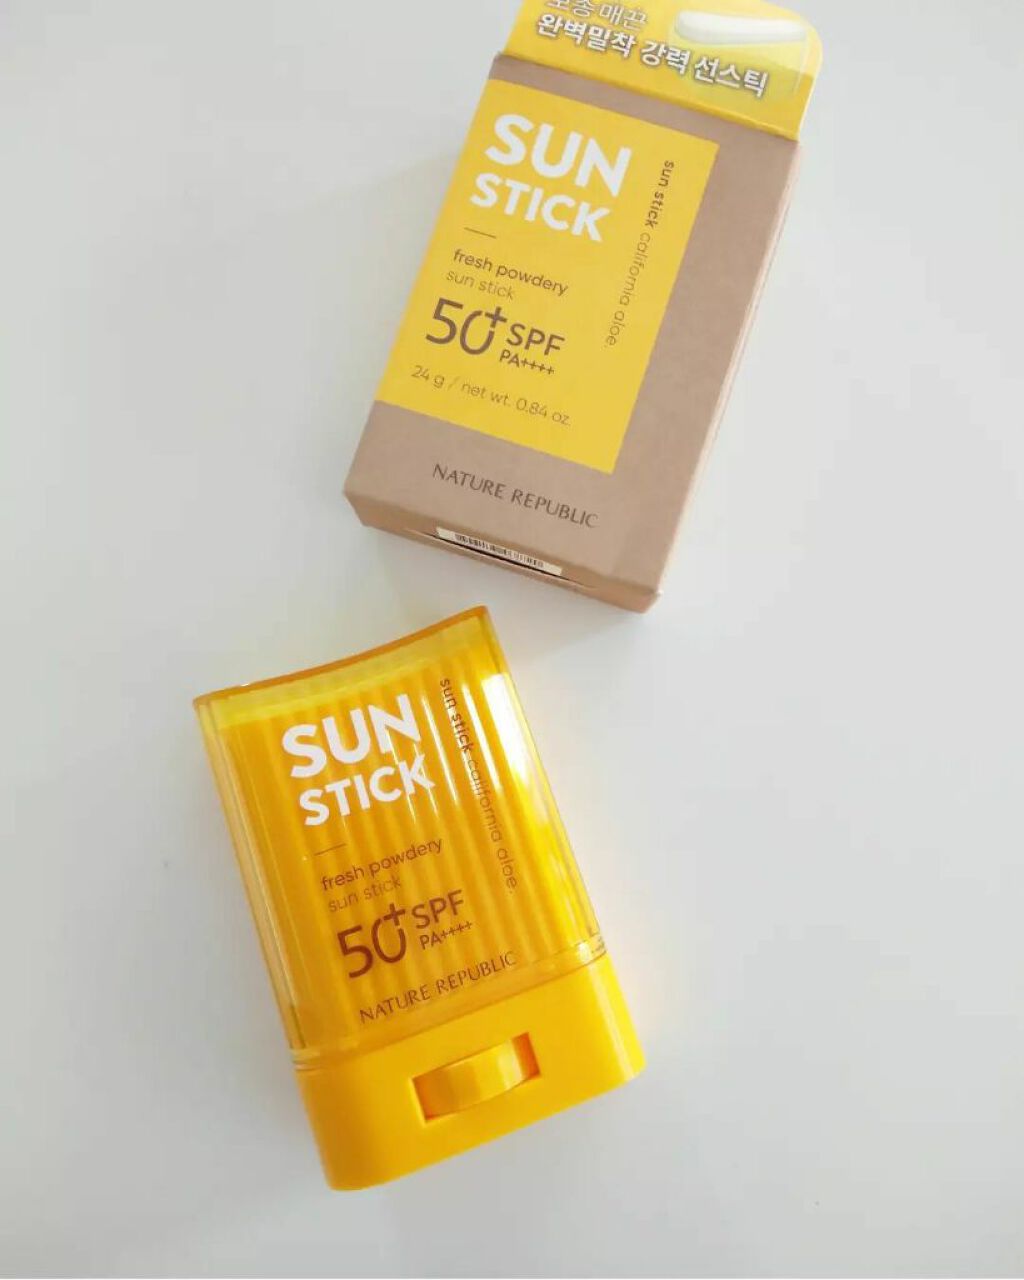 보송매끈
완벽밀착 강력 선스틱
SUN
STICK
fresh powdery
sun stick
50+ SPF
PA++++
24 g / net wt. 0.84 oz.
sun stick california aloe.
NATURE REPUBLIC
SUN
STICK
fresh powdery
sun stick
50+ SPF
PA++++
sun stick california aloe.
NATURE REPUBLIC